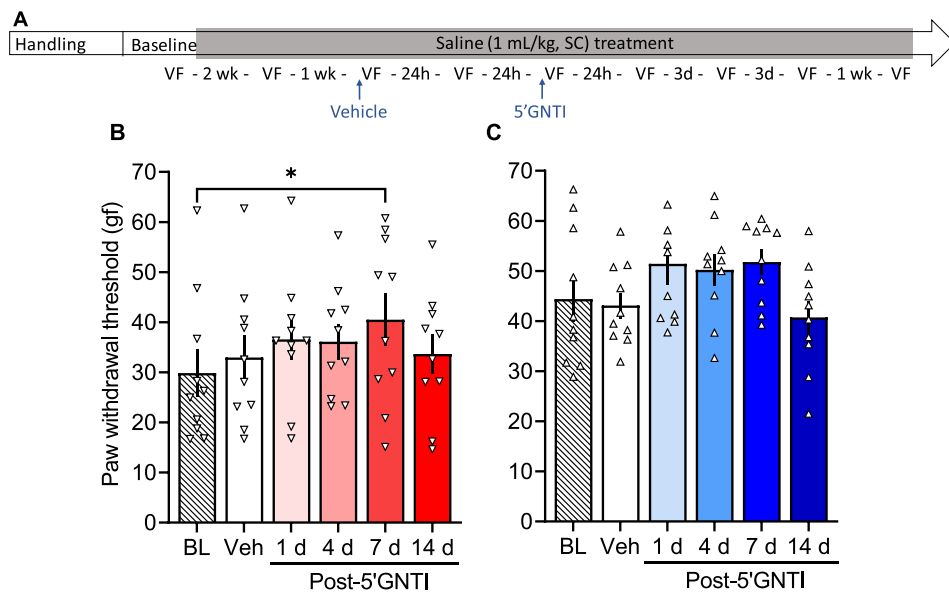 A
Handling
Baseline
Saline (1 mL/kg, SC) treatment
VF - 2 wk - VF - 1 wk - VF - 24h - VF - 24h - VF - 24h - VF - 3d - VF - 3d - VF - 1 wk - VF
Vehicle
5'GNTI
B
Paw withdrawal threshold (gf)
70
60
50
40
30
20
10
0
*
BL Veh 1 d 4 d 7 d 14 d
Post-5'GNTI
C
70
60
50
40
30
20
10
0
BL Veh 1 d 4 d 7 d 14 d
Post-5'GNTI